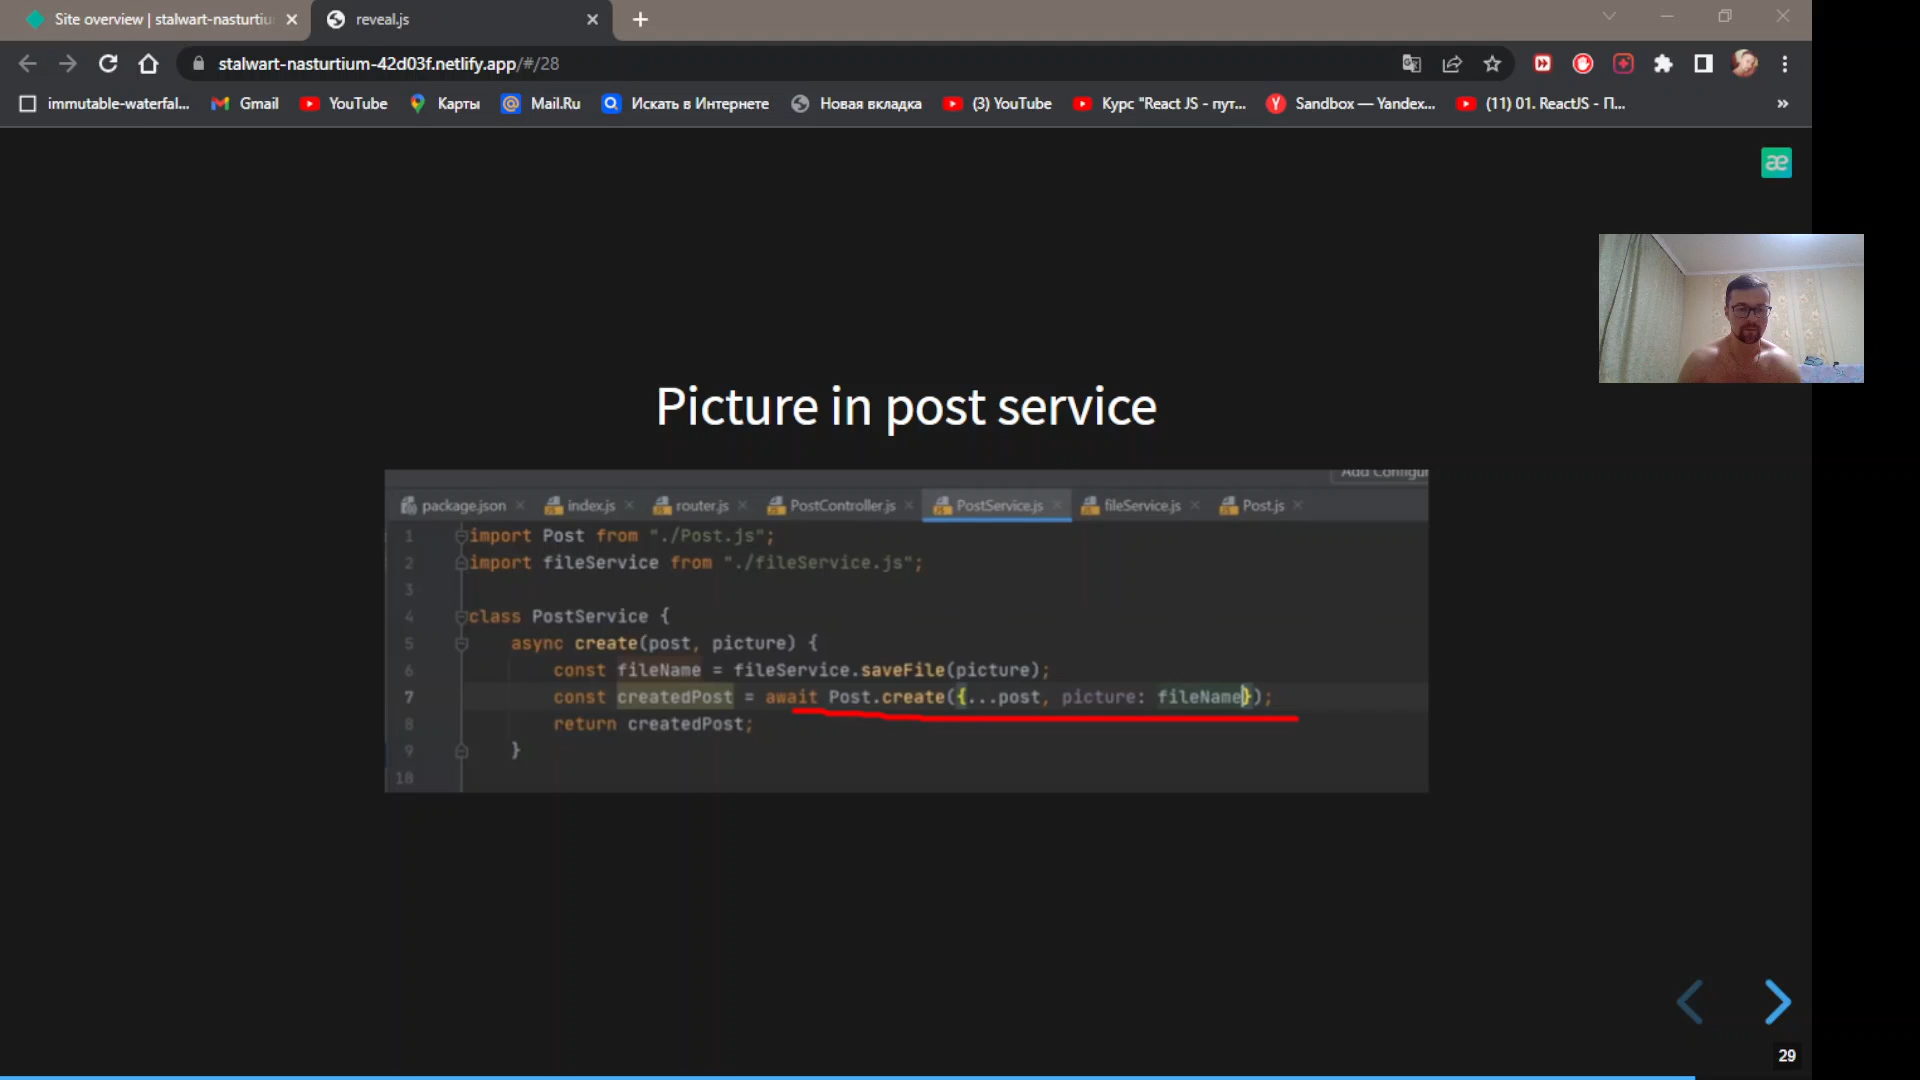 Site overview | stalwart-nasturtiu
reveal.js
stalwart-nasturtium-42d03f.netlify.app/#/28
immutable-waterfal...
Gmail
YouTube
Карты
Mail.Ru
Искать в Интернете
Новая вкладка
(3) YouTube
Курс "React JS - пут...
Sandbox — Yandex...
(11) 01. ReactJS - П...
»
æ
Picture in post service
Add Configur
package.json
index.js
router.js
PostController.js
PostService.js
fileService.js
Post.js
1 import Post from "./Post.js";
2 import fileService from "./fileService.js";
3
4 class PostService {
5 async create(post, picture) {
6 const fileName = fileService.saveFile(picture);
7 const createdPost = await Post.create({...post, picture: fileName});
8 return createdPost;
9 }
10
29